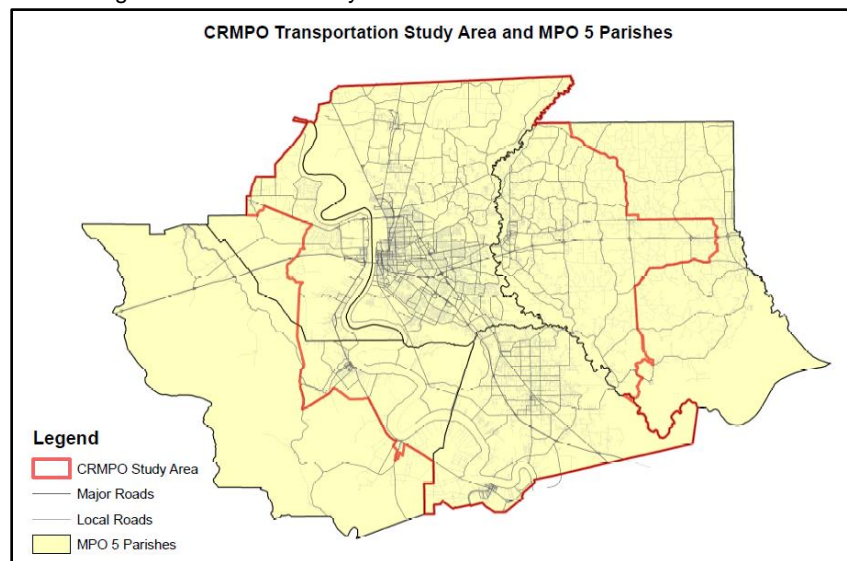 CRMPO Transportation Study Area and MPO 5 Parishes
Legend
CRMPO Study Area
Major Roads
Local Roads
MPO 5 Parishes